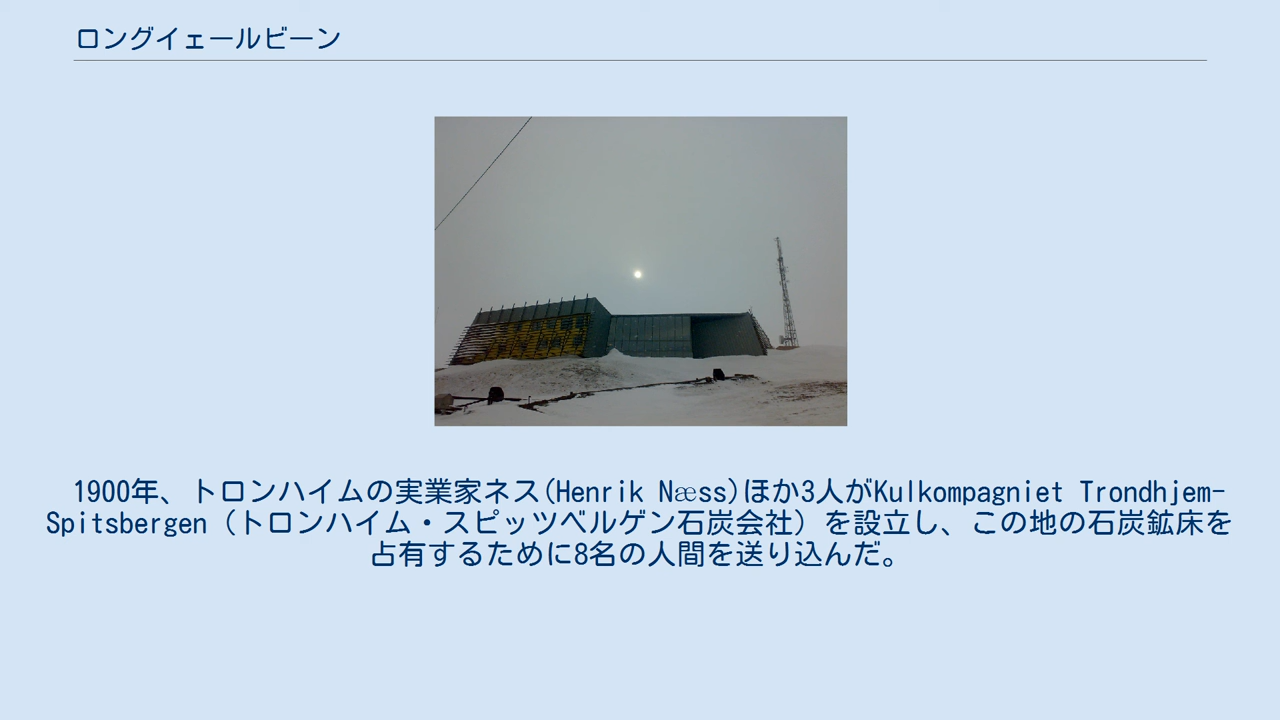 ロングイェールビーン
1900年、トロンハイムの実業家ネス(Henrik Næss)ほか3人がKulkompagniet Trondhjem-
Spitsbergen（トロンハイム・スピッツベルゲン石炭会社）を設立し、この地の石炭鉱床を
占有するために8名の人間を送り込んだ。